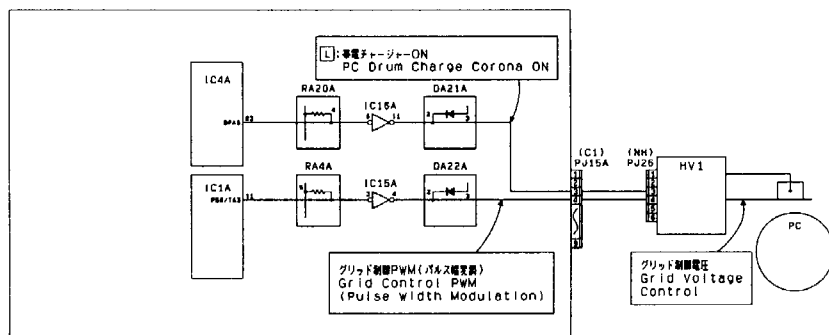 L:帯電チャージャーON
PC Drum Charge Corona ON
IC4A
RA20A
IC16A
DA21A
11
(C1)
PJ15A
(NH)
PJ26
HV1
IC1A
RA4A
IC15A
DA22A
PC
グリッド制御PWM(パルス幅変調)
Grid Control PWM
(Pulse Width Modulation)
グリッド制御電圧
Grid Voltage
Control